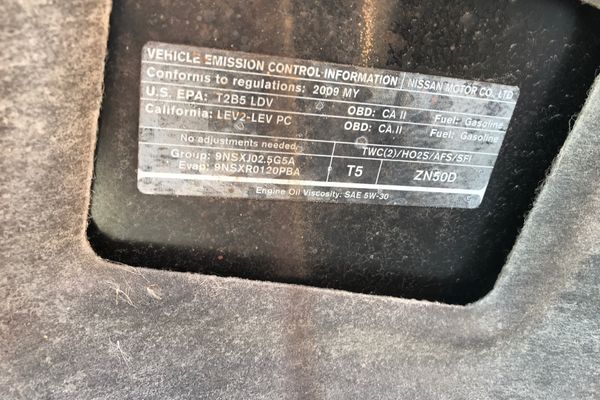 VEHICLE EMISSION CONTROL INFORMATION NISSAN MOTOR CO., LTD
Conforms to regulations: 2009 MY
U.S. EPA: T2B5 LDV OBD: CA II Fuel: Gasoline
California: LEV2-LEV PC OBD: CA II Fuel: Gasoline
No adjustments needed. TWC(2)/HO2S/AFS/SFI
Group: 9NSXJ02.5G5A
Evap: 9NSXR0120PBA T5 ZN50D
Engine Oil Viscosity: SAE 5W-30